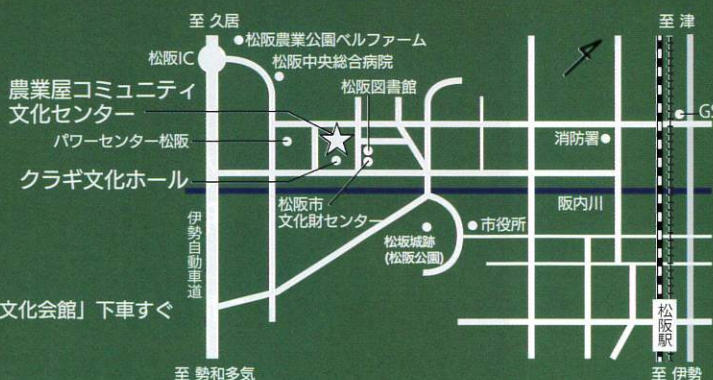 至 久居
至 津
松阪農業公園ベルファーム
松阪IC
松阪中央総合病院
農業屋コミュニティ
文化センター
松阪図書館
GS
パワーセンター松阪
消防署
クラギ文化ホール
松阪市
文化財センター
阪内川
伊勢自動車道
市役所
松坂城跡
(松阪公園)
文化会館」下車すぐ
松阪駅
至 勢和多気
至 伊勢